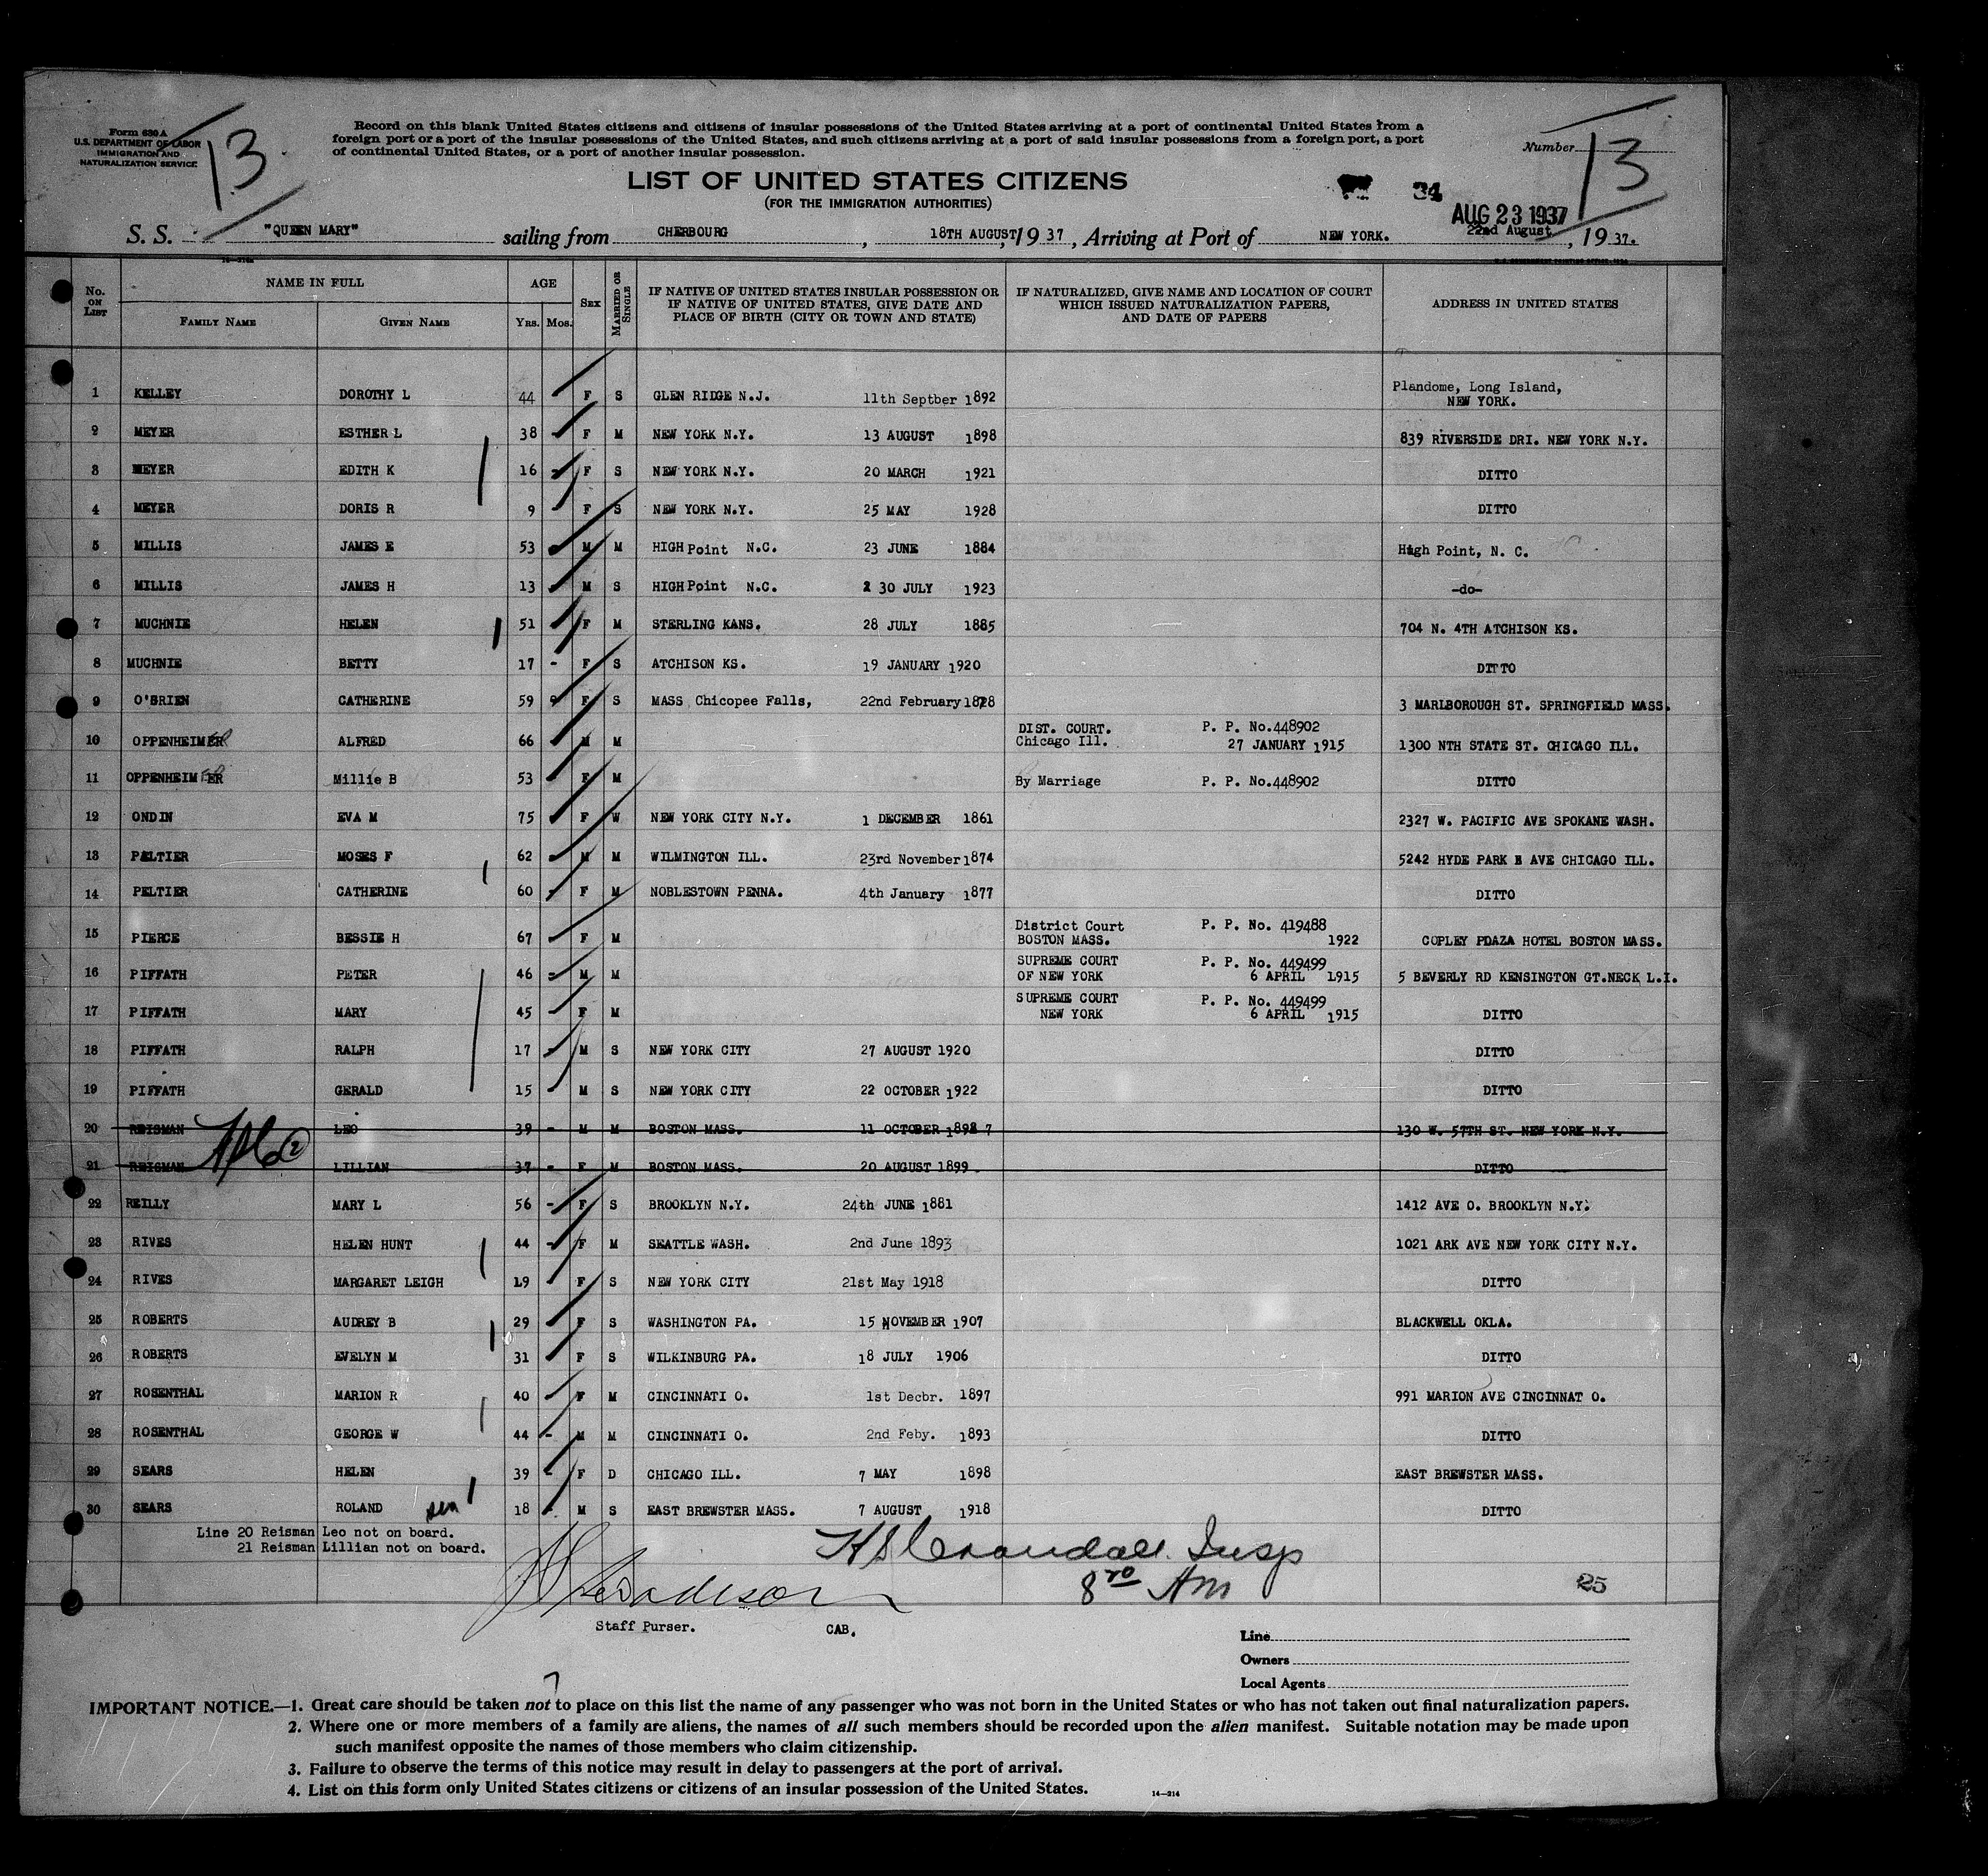 Form 630 A
U.S. DEPARTMENT OF LABOR
IMMIGRATION AND
NATURALIZATION SERVICE
13
Record on this blank United States citizens and citizens of insular possessions of the United States arriving at a port of continental United States from a
foreign port or a port of the insular possessions of the United States, and such citizens arriving at a port of said insular possessions from a foreign port, a port
of continental United States, or a port of another insular possession.
Number 13
LIST OF UNITED STATES CITIZENS
(FOR THE IMMIGRATION AUTHORITIES)
34
AUG 23 1937
S. S. "QUEEN MARY" sailing from CHERBOURG, 18TH AUGUST, 1937, Arriving at Port of NEW YORK. 22nd August, 1937.
No. ON LIST NAME IN FULL FAMILY NAME GIVEN NAME AGE YRS. MOS. SEX MARRIED OR SINGLE
IF NATIVE OF UNITED STATES INSULAR POSSESSION OR
IF NATIVE OF UNITED STATES, GIVE DATE AND
PLACE OF BIRTH (CITY OR TOWN AND STATE)
IF NATURALIZED, GIVE NAME AND LOCATION OF COURT
WHICH ISSUED NATURALIZATION PAPERS,
AND DATE OF PAPERS
ADDRESS IN UNITED STATES
1 KELLEY DOROTHY L 44 F S GLEN RIDGE N.J. 11th Septber 1892 Plandome, Long Island,
NEW YORK.
2 MEYER ESTHER L 38 F M NEW YORK N.Y. 13 AUGUST 1898 839 RIVERSIDE DRI. NEW YORK N.Y.
3 MEYER EDITH K 16 - F S NEW YORK N.Y. 20 MARCH 1921 DITTO
4 MEYER DORIS R 9 F S NEW YORK N.Y. 25 MAY 1928 DITTO
5 MILLIS JAMES E 53 M M HIGH Point N.C. 23 JUNE 1884 High Point, N. C.
6 MILLIS JAMES H 13 - M S HIGH Point N.C. 30 JULY 1923 -do-
7 MUCHNIE HELEN 51 F M STERLING KANS. 28 JULY 1885 704 N. 4TH ATCHISON KS.
8 MUCHNIE BETTY 17 - F S ATCHISON KS. 19 JANUARY 1920 DITTO
9 O'BRIEN CATHERINE 59 F S MASS Chicopee Falls, 22nd February 1878 3 MARLBOROUGH ST. SPRINGFIELD MASS.
DIST. COURT. P. P. No.448902
10 OPPENHEIMER ALFRED 66 M M Chicago Ill. 27 JANUARY 1915 1300 NTH STATE ST. CHICAGO ILL.
11 OPPENHEIMER Millie B 53 F M By Marriage P. P. No.448902 DITTO
12 ONDIN EVA M 75 F W NEW YORK CITY N.Y. 1 DECEMBER 1861 2327 W. PACIFIC AVE SPOKANE WASH.
13 PELTIER MOSES F 62 - M M WILMINGTON ILL. 23rd November 1874 5242 HYDE PARK B AVE CHICAGO ILL.
14 PELTIER CATHERINE 60 - F M NOBLESTOWN PENNA. 4th January 1877 DITTO
District Court P. P. No. 419488
15 PIERCE BESSIE H 67 - F M BOSTON MASS. 1922 COPLEY PDAZA HOTEL BOSTON MASS.
SUPREME COURT P. P. No. 449499
16 PIFFATH PETER 46 - M M OF NEW YORK 6 APRIL 1915 5 BEVERLY RD KENSINGTON GT.NECK L.I.
SUPREME COURT P. P. No. 449499
17 PIFFATH MARY 45 - F M NEW YORK 6 APRIL 1915 DITTO
18 PIFFATH RALPH 17 - M S NEW YORK CITY 27 AUGUST 1920 DITTO
19 PIFFATH GERALD 15 M S NEW YORK CITY 22 OCTOBER 1922 DITTO
20 REISMAN LEO 39 - M M BOSTON MASS. 11 OCTOBER 1897 130 W. 57TH ST. NEW YORK N.Y.
21 REISMAN LILLIAN 37 - F M BOSTON MASS. 20 AUGUST 1899 DITTO
22 REILLY MARY L 56 - F S BROOKLYN N.Y. 24th JUNE 1881 1412 AVE O. BROOKLYN N.Y.
23 RIVES HELEN HUNT 44 - F M SEATTLE WASH. 2nd June 1893 1021 ARK AVE NEW YORK CITY N.Y.
24 RIVES MARGARET LEIGH 19 F S NEW YORK CITY 21st May 1918 DITTO
25 ROBERTS AUDREY B 29 F S WASHINGTON PA. 15 NOVEMBER 1907 BLACKWELL OKLA.
26 ROBERTS EVELYN M 31 F S WILKINBURG PA. 18 JULY 1906 DITTO
27 ROSENTHAL MARION R 40 F M CINCINNATI O. 1st Decbr. 1897 991 MARION AVE CINCINNAT O.
28 ROSENTHAL GEORGE W 44 - M M CINCINNATI O. 2nd Feby. 1893 DITTO
29 SEARS HELEN 39 - F D CHICAGO ILL. 7 MAY 1898 EAST BREWSTER MASS.
30 SEARS ROLAND sen 18 - M S EAST BREWSTER MASS. 7 AUGUST 1918 DITTO
Line 20 Reisman Leo not on board.
21 Reisman Lillian not on board.
H S Crandall Insp
8 AM
25
Staff Purser. CAB.
Line
Owners
Local Agents
IMPORTANT NOTICE.—1. Great care should be taken not to place on this list the name of any passenger who was not born in the United States or who has not taken out final naturalization papers.
2. Where one or more members of a family are aliens, the names of all such members should be recorded upon the alien manifest. Suitable notation may be made upon
such manifest opposite the names of those members who claim citizenship.
3. Failure to observe the terms of this notice may result in delay to passengers at the port of arrival.
4. List on this form only United States citizens or citizens of an insular possession of the United States.
14—214